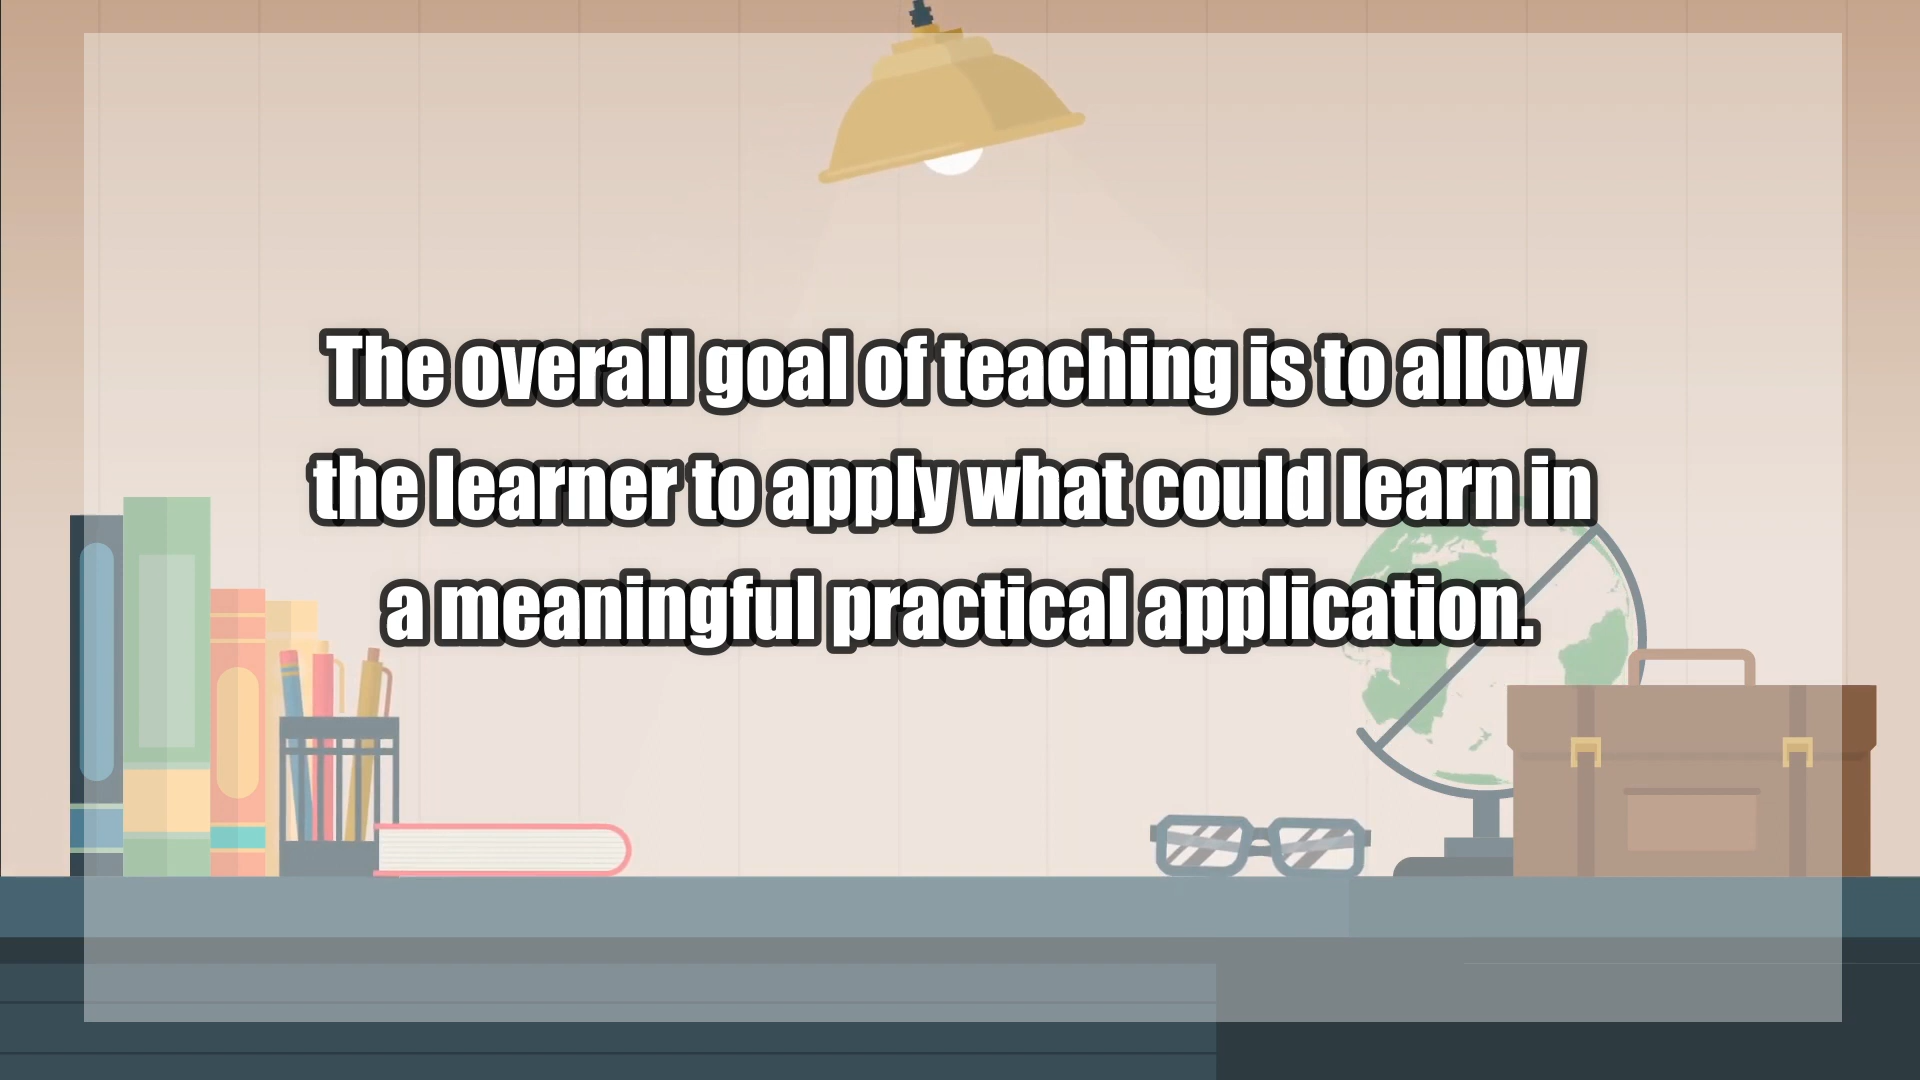 The overall goal of teaching is to allow
the learner to apply what could learn in
a meaningful practical application.